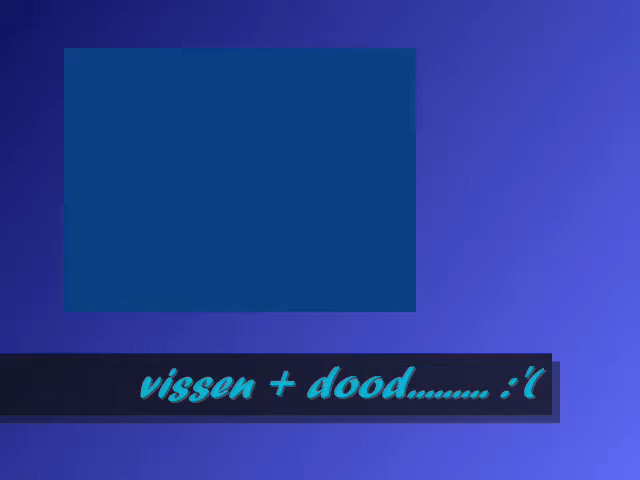 vissen + dood......... :'(